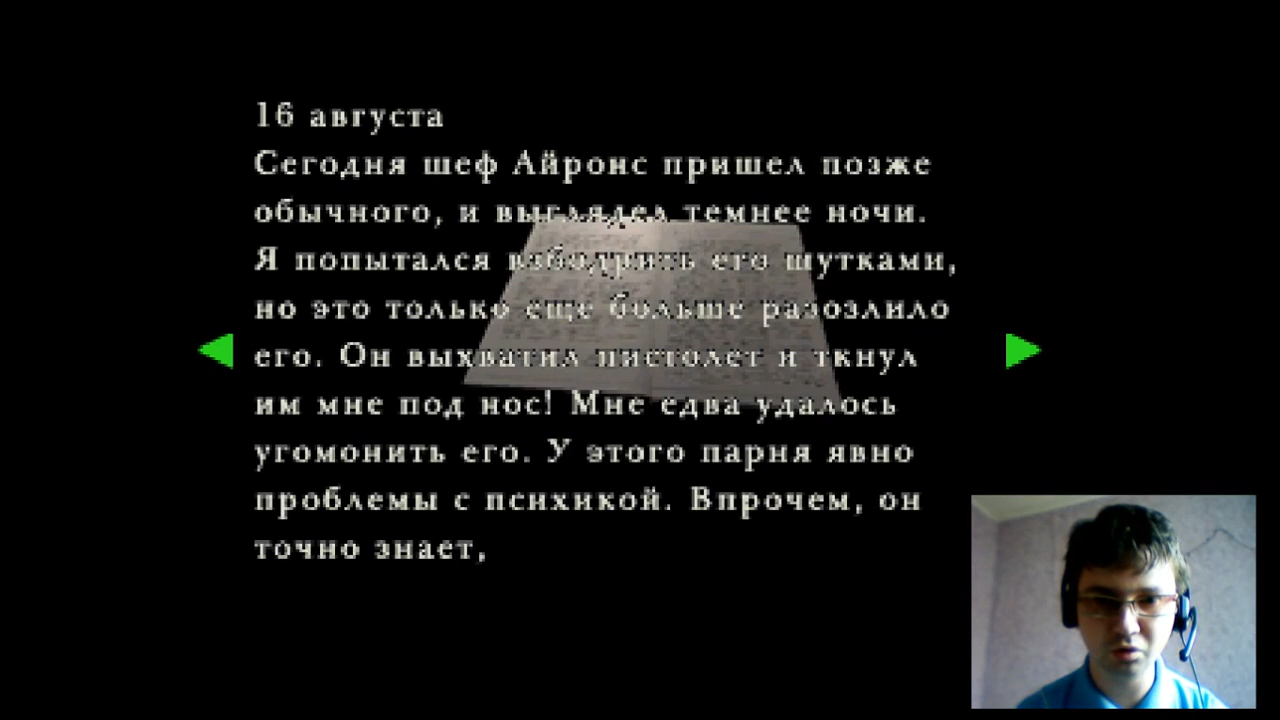 16 августа
Сегодня шеф Айронс пришел позже
обычного, и выглядел темнее ночи.
Я попытался взбодрить его шутками,
но это только еще больше разозлило
его. Он выхватил пистолет и ткнул
им мне под нос! Мне едва удалось
угомонить его. У этого парня явно
проблемы с психикой. Впрочем, он
точно знает,